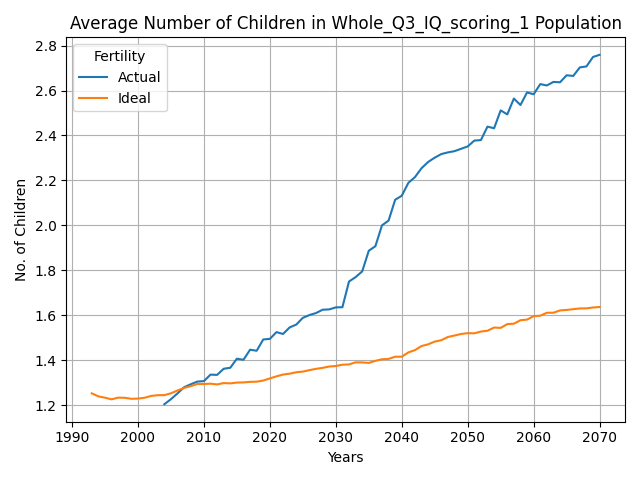 Average Number of Children in Whole_Q3_IQ_scoring_1 Population
Fertility
Actual
Ideal
2.8
2.6
2.4
2.2
2.0
1.8
1.6
1.4
1.2
No. of Children
1990 2000 2010 2020 2030 2040 2050 2060 2070
Years